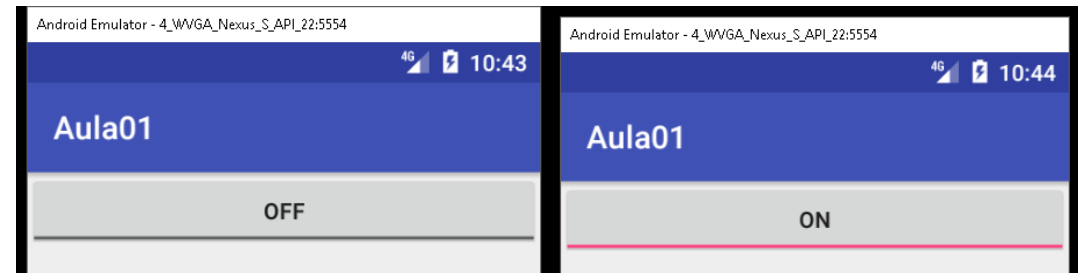 Android Emulator - 4_WVGA_Nexus_S_API_22:5554
4G 10:43
Aula01
OFF
Android Emulator - 4_WVGA_Nexus_S_API_22:5554
4G 10:44
Aula01
ON